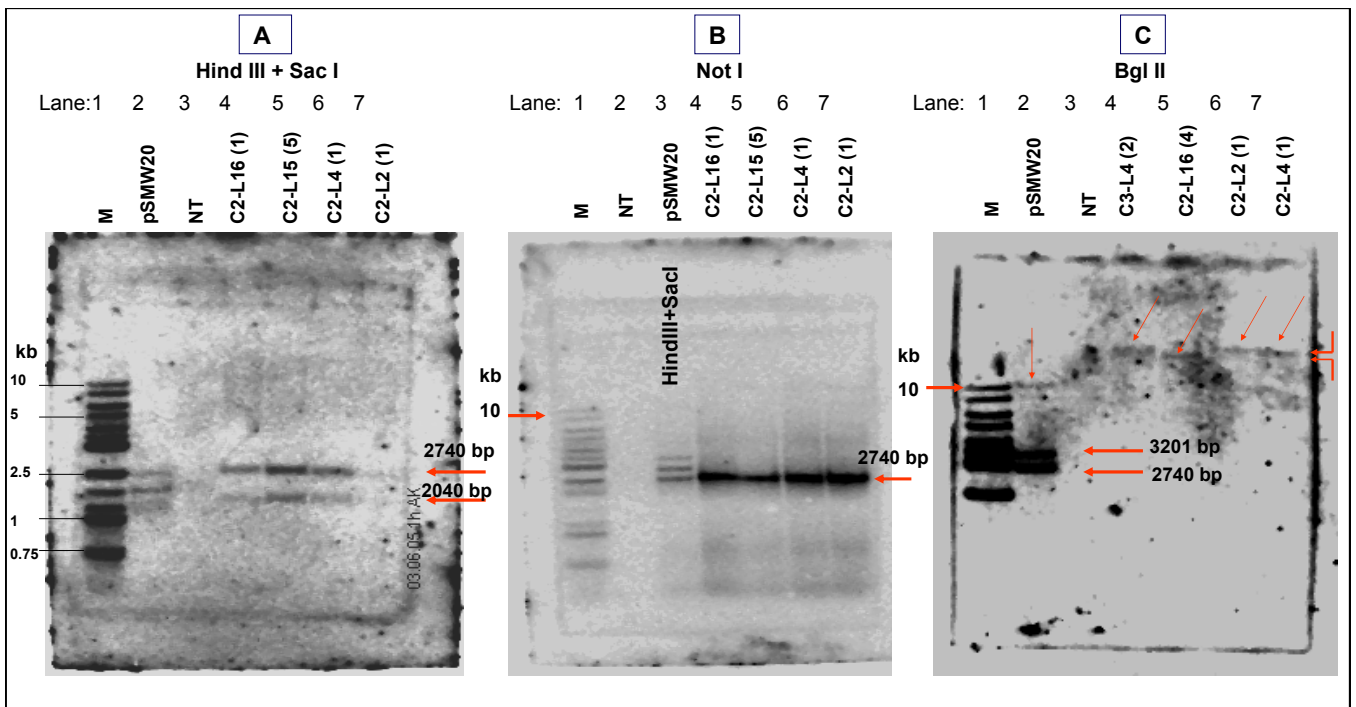 A
Hind III + Sac I
Lane:1 2 3 4 5 6 7
M
pSMW20
NT
C2-L16 (1)
C2-L15 (5)
C2-L4 (1)
C2-L2 (1)
kb
10
5
2.5
1
0.75
2740 bp
2040 bp
03.06.05 1h AK
B
Not I
Lane: 1 2 3 4 5 6 7
M
NT
pSMW20
C2-L16 (1)
C2-L15 (5)
C2-L4 (1)
C2-L2 (1)
HindIII+SacI
kb
10
2740 bp
C
Bgl II
Lane: 1 2 3 4 5 6 7
M
pSMW20
NT
C3-L4 (2)
C2-L16 (4)
C2-L2 (1)
C2-L4 (1)
kb
10
3201 bp
2740 bp